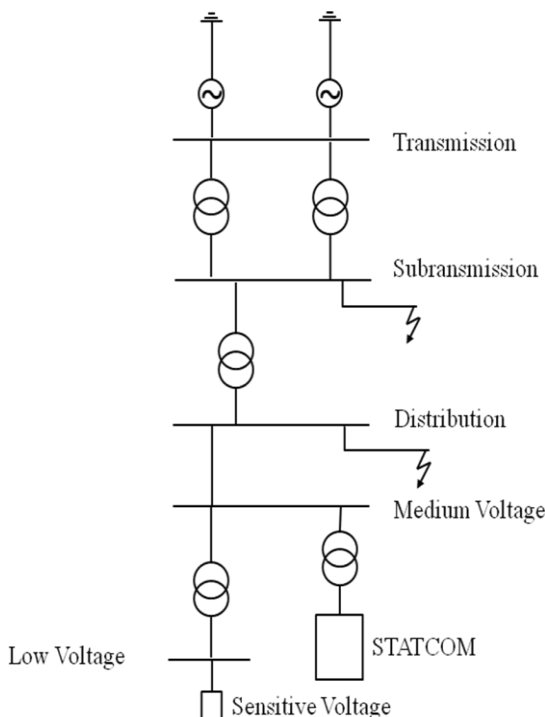 Transmission
Subransmission
Distribution
Medium Voltage
Low Voltage
STATCOM
Sensitive Voltage